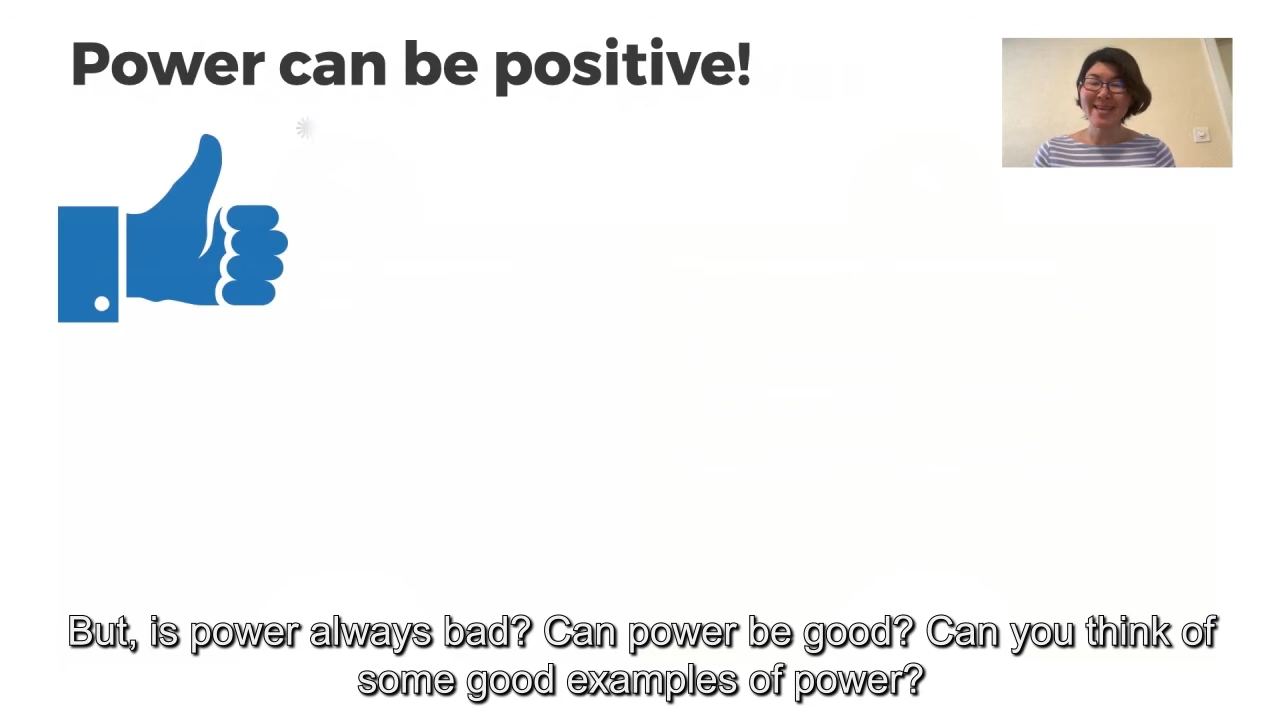 Power can be positive!
But, is power always bad? Can power be good? Can you think of
some good examples of power?